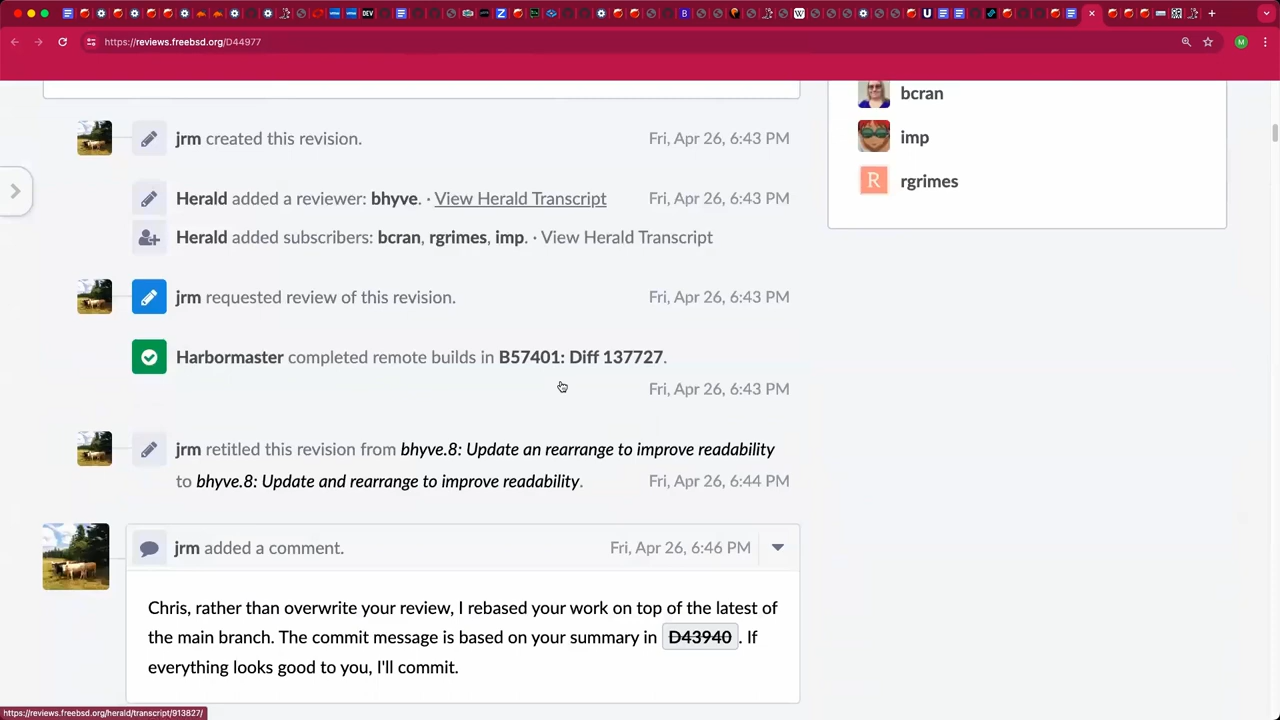 DEV
https://reviews.freebsd.org/D44977
M
bcran
imp
R rgrimes
jrm created this revision. Fri, Apr 26, 6:43 PM
Herald added a reviewer: bhyve. · View Herald Transcript Fri, Apr 26, 6:43 PM
Herald added subscribers: bcran, rgrimes, imp. · View Herald Transcript
jrm requested review of this revision. Fri, Apr 26, 6:43 PM
Harbormaster completed remote builds in B57401: Diff 137727.
Fri, Apr 26, 6:43 PM
jrm retitled this revision from bhyve.8: Update an rearrange to improve readability
to bhyve.8: Update and rearrange to improve readability. Fri, Apr 26, 6:44 PM
jrm added a comment. Fri, Apr 26, 6:46 PM
Chris, rather than overwrite your review, I rebased your work on top of the latest of
the main branch. The commit message is based on your summary in D43940 . If
everything looks good to you, I'll commit.
https://reviews.freebsd.org/herald/transcript/913827/